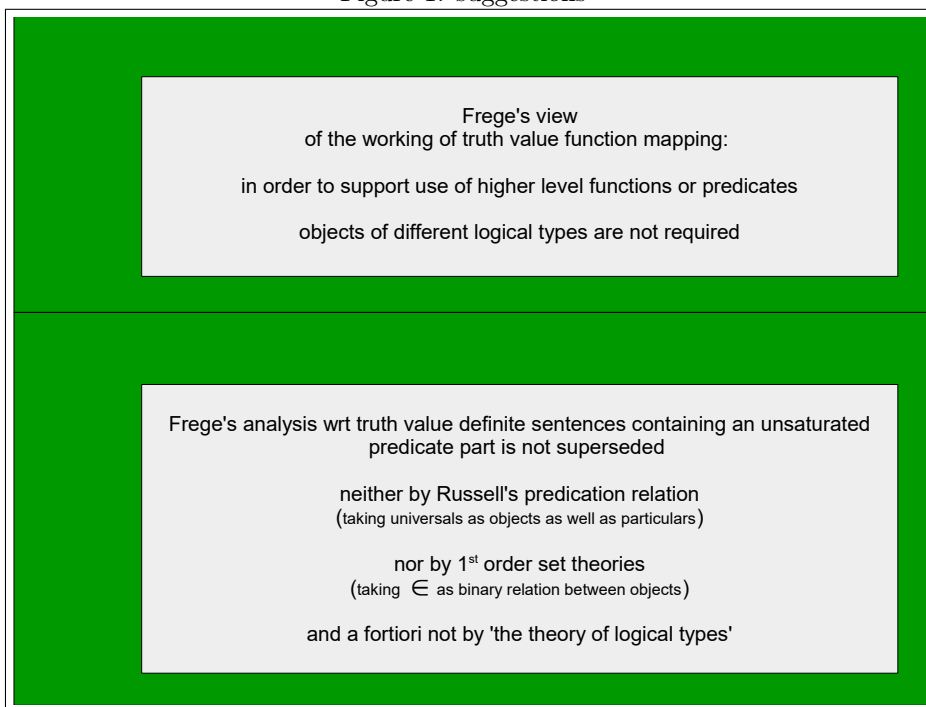 Figure 1: Suggestions
Frege's view
of the working of truth value function mapping:
in order to support use of higher level functions or predicates
objects of different logical types are not required
Frege's analysis wrt truth value definite sentences containing an unsaturated
predicate part is not superseded
neither by Russell's predication relation
(taking universals as objects as well as particulars)
nor by 1st order set theories
(taking ∈ as binary relation between objects)
and a fortiori not by 'the theory of logical types'